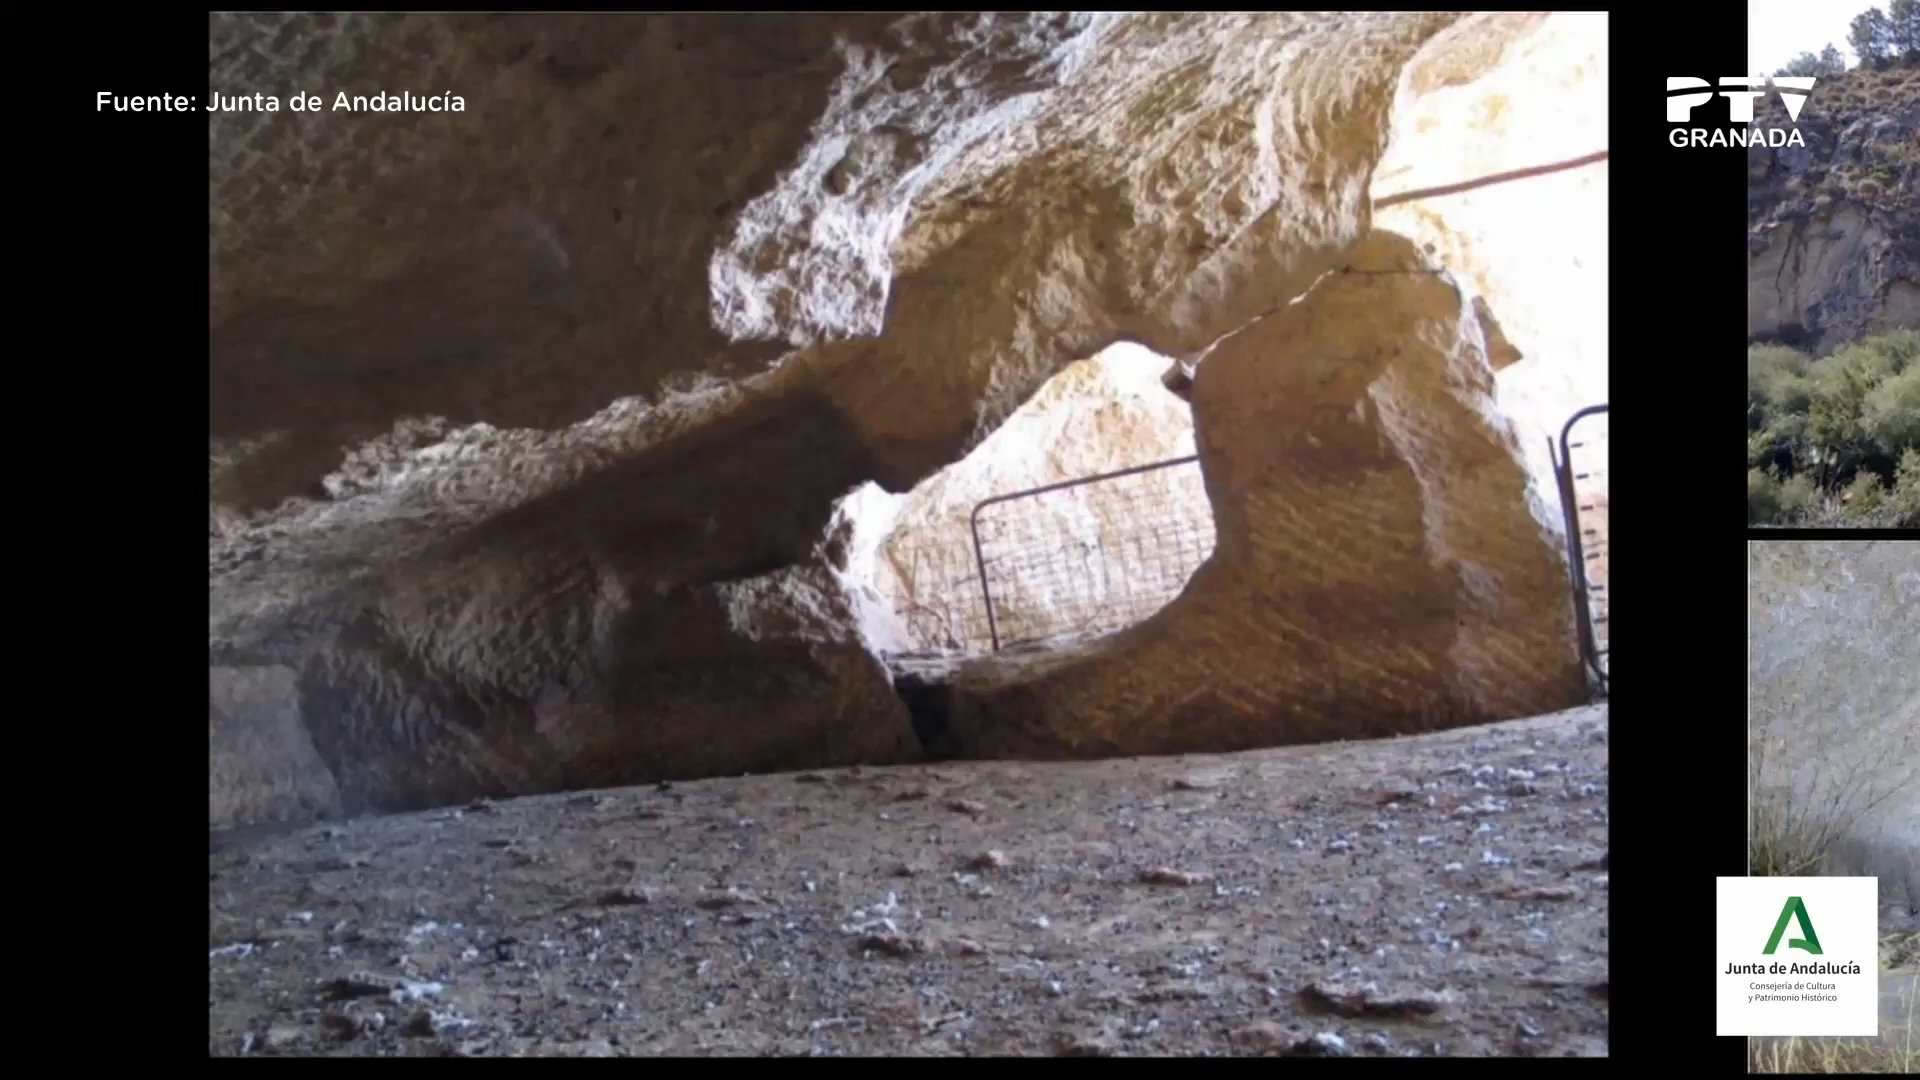 Fuente: Junta de Andalucía
PTV
GRANADA
Junta de Andalucía
Consejería de Cultura
y Patrimonio Histórico